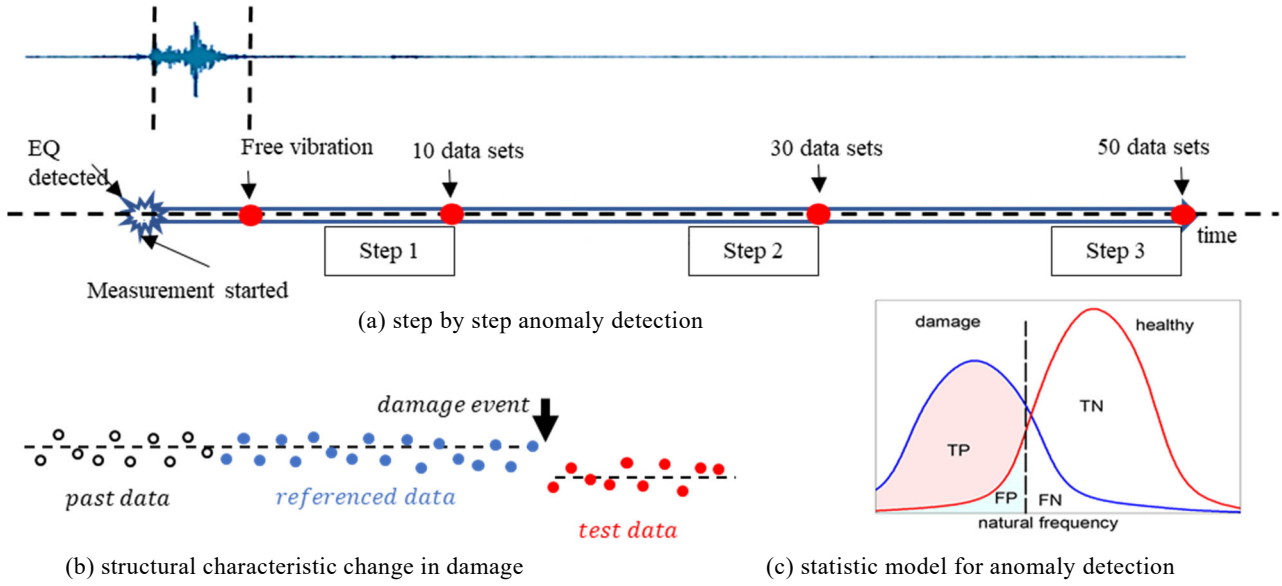 EQ
detected
Free vibration
10 data sets
30 data sets
50 data sets
Step 1
Step 2
Step 3
time
Measurement started
(a) step by step anomaly detection
damage event
past data
referenced data
test data
(b) structural characteristic change in damage
damage
healthy
TP
TN
FP
FN
natural frequency
(c) statistic model for anomaly detection